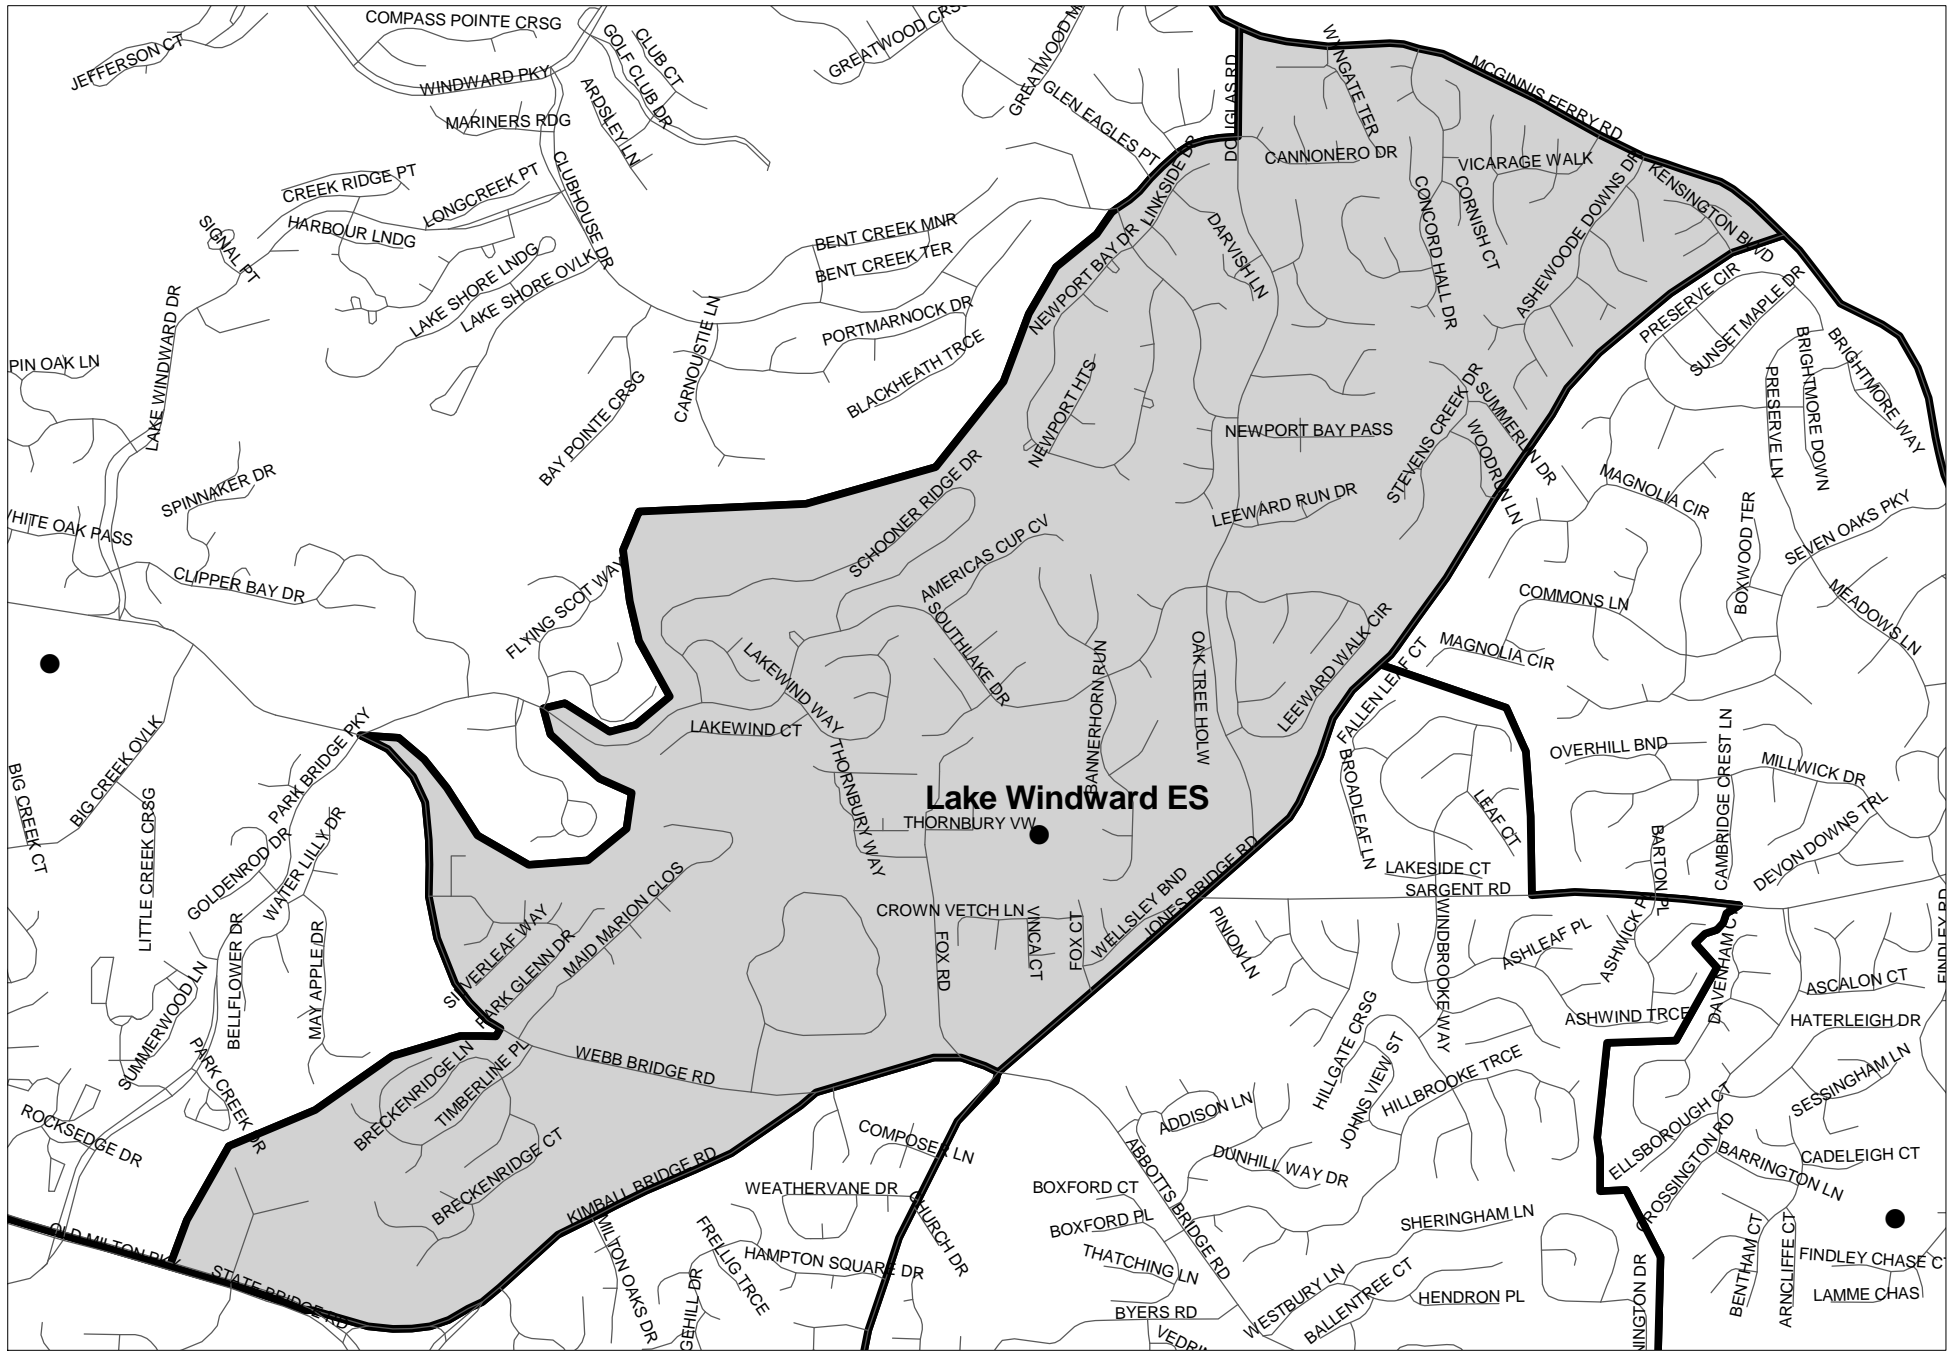 COMPASS POINTE CRSG
JEFFERSON CT
WINDWARD PKY
GOLF CLUB DR
CLUB CT
ARDSLEY LN
MARINERS RDG
GREATWOOD
GREATWOOD
GLEN EAGLES PT
DOUGLAS RD
WYNGATE TER
MCGINNIS FERRY RD
CANNONERO DR
VICARAGE WALK
KENSINGTON BLVD
CREEK RIDGE PT
LONGCREEK PT
HARBOUR LNDG
SIGNAL PT
CLUBHOUSE DR
LAKE SHORE LNDG
LAKE SHORE OVLK
BENT CREEK MNR
BENT CREEK TER
LINKSIDE DR
NEWPORT BAY DR
DARVISH LN
CONCORD HALL DR
CORNISH CT
ASHEWOODE DOWNS DR
PRESERVE CIR
SUNSET MAPLE DR
LAKE WINDWARD DR
PIN OAK LN
CARNOUSTIE LN
PORTMARNOCK DR
BLACKHEATH TRCE
BAY POINTE CRSG
NEWPORT HTS
NEWPORT BAY PASS
STEVENS CREEK DR
SUMMERLIN DR
WOODRUN LN
PRESERVE LN
BRIGHTMORE DOWN
BRIGHTMORE WAY
SPINNAKER DR
WHITE OAK PASS
CLIPPER BAY DR
FLYING SCOT WAY
SCHOONER RIDGE DR
AMERICAS CUP CV
LEEWARD RUN DR
MAGNOLIA CIR
BOXWOOD TER
SEVEN OAKS PKY
COMMONS LN
MEADOWS LN
SOUTHLAKE DR
LAKEWIND WAY
LAKEWIND CT
BANNERHORN RUN
OAK TREE HOLW
LEEWARD WALK CIR
FALLEN LEAF CT
MAGNOLIA CIR
BIG CREEK OVLK
BIG CREEK CT
LITTLE CREEK CRSG
PARK BRIDGE PKY
GOLDENROD DR
WATER LILLY DR
THORNBURY WAY
Lake Windward ES
THORNBURY VW
BROADLEAF LN
LEAF CT
OVERHILL BND
CAMBRIDGE CREST LN
MILLWICK DR
DEVON DOWNS TRL
BARTON PL
LAKESIDE CT
SARGENT RD
JONES BRIDGE RD
WELLSLEY BND
CROWN VETCH LN
VINCA CT
FOX CT
FOX RD
MAID MARION CLOS
SILVERLEAF WAY
PARK GLENN DR
BELLFLOWER DR
MAY APPLE DR
SUMMERWOOD LN
PARK CREEK DR
ROCKSEDGE DR
BRECKENRIDGE LN
TIMBERLINE PL
BRECKENRIDGE CT
WEBB BRIDGE RD
KIMBALL BRIDGE RD
PINION LN
WINDBROOKE WAY
ASHLEAF PL
ASHWICK PL
ASHWIND TRCE
DAVENHAM CT
ASCALON CT
HATERLEIGH DR
SESSINGHAM LN
FINDLEY RD
HILLGATE CRSG
JOHNS VIEW ST
HILLBROOKE TRCE
ADDISON LN
DUNHILL WAY DR
ABBOTTS BRIDGE RD
ELLSBOROUGH CT
CROSSINGTON RD
BARRINGTON LN
CADELEIGH CT
COMPOSER LN
WEATHERVANE DR
CHURCH DR
HAMPTON SQUARE DR
FRELLIG TRCE
MILTON OAKS DR
GEHILL DR
OLD MILTON PKY
STATE BRIDGE RD
BOXFORD CT
BOXFORD PL
THATCHING LN
BYERS RD
VEDRI
WESTBURY LN
BALLENTREE CT
SHERINGHAM LN
HENDRON PL
NINGTON DR
BENTHAM CT
ARNCLIFFE CT
FINDLEY CHASE C
LAMME CHAS